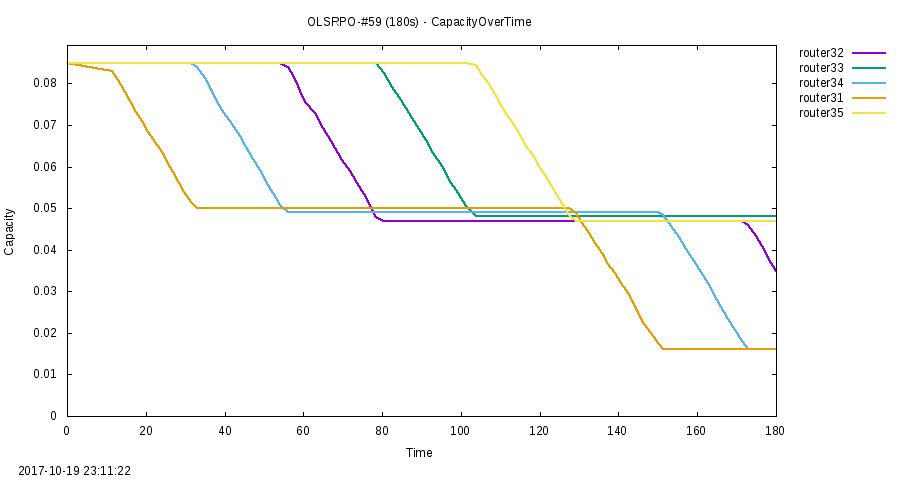 OLSRPO-#59 (180s) - CapacityOverTime
router32
router33
router34
router31
router35
0.08
0.07
0.06
0.05
0.04
0.03
0.02
0.01
0
Capacity
0 20 40 60 80 100 120 140 160 180
Time
2017-10-19 23:11:22